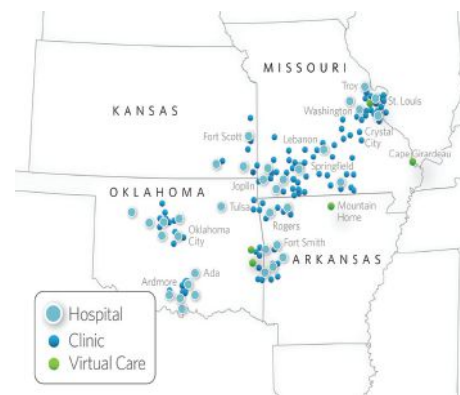 MISSOURI
Troy
St. Louis
Washington
KANSAS
Crystal
City
Fort Scott
Lebanon
Cape Girardeau
Springfield
Joplin
OKLAHOMA
Tulsa
Mountain
Home
Rogers
Oklahoma
City
Fort Smith
ARKANSAS
Ada
Ardmore
Hospital
Clinic
Virtual Care